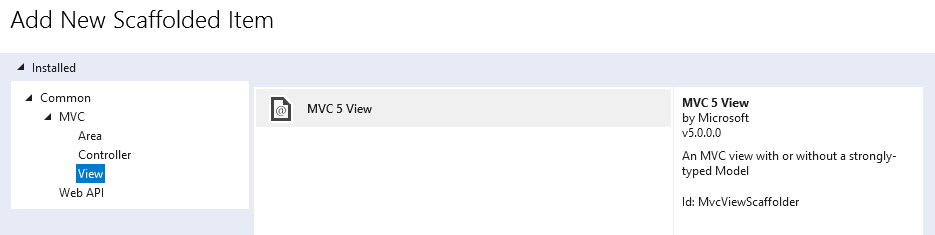 Add New Scaffolded Item
Installed
Common
MVC
Area
Controller
View
Web API
MVC 5 View
MVC 5 View
by Microsoft
v5.0.0.0
An MVC view with or without a strongly-
typed Model
Id: MvcViewScaffolder